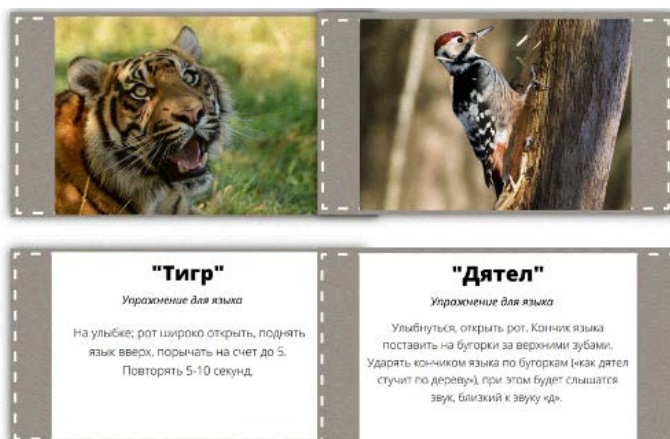 "Тигр"
Упражнение для языка
На улыбке; рот широко открыть, поднять
язык вверх, порычать на счет до 5.
Повторять 5-10 секунд.
"Дятел"
Упражнение для языка
Улыбнуться, открыть рот. Кончик языка
поставить на бугорки за верхними зубами.
Ударять кончиком языка по бугоркам («как дятел
стучит по дереву»), при этом будет слышатся
звук, близкий к звуку «д».